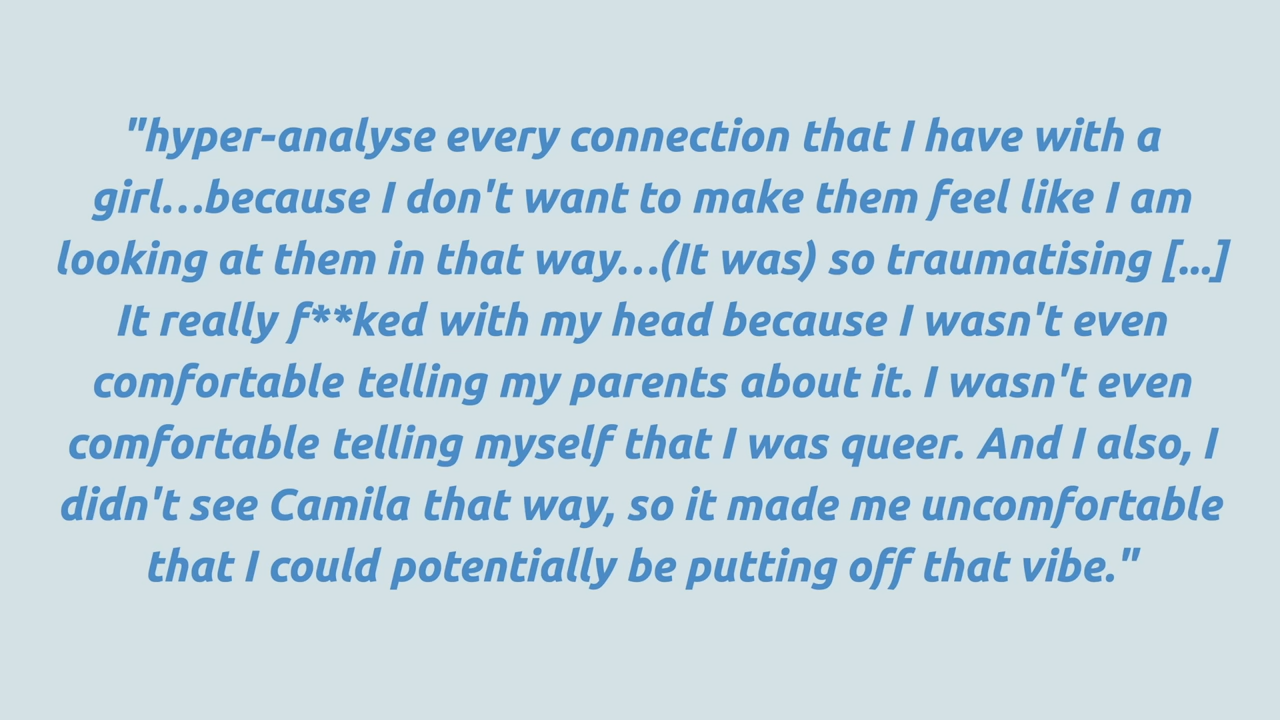 "hyper-analyse every connection that I have with a
girl...because I don't want to make them feel like I am
looking at them in that way...(It was) so traumatising [...]
It really f**ked with my head because I wasn't even
comfortable telling my parents about it. I wasn't even
comfortable telling myself that I was queer. And I also, I
didn't see Camila that way, so it made me uncomfortable
that I could potentially be putting off that vibe."